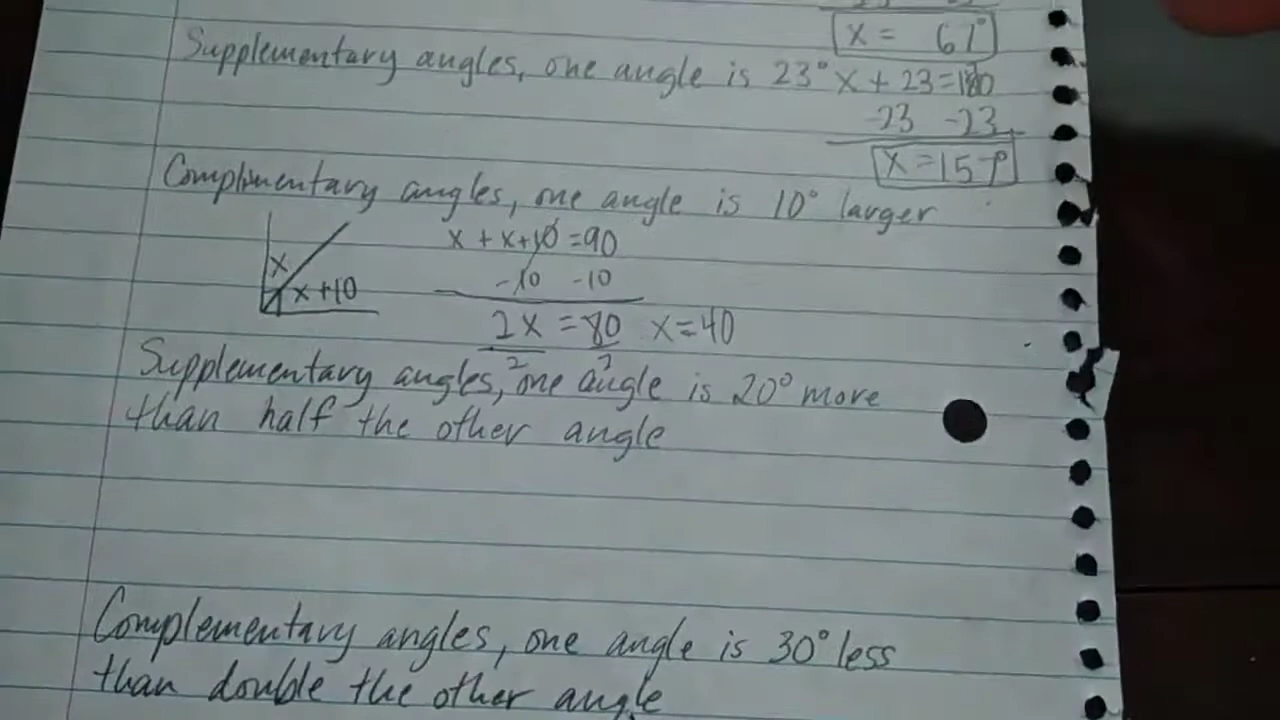 x = 61°
Supplementary angles, one angle is 23° x + 23 = 180
-23 -23
x = 157°
Complimentary angles, one angle is 10° larger
x + x + 10 = 90
x
-10 -10
x+10
2x = 80 x = 40
2 2
Supplementary angles, one angle is 20° more
than half the other angle
Complementary angles, one angle is 30° less
than double the other angle